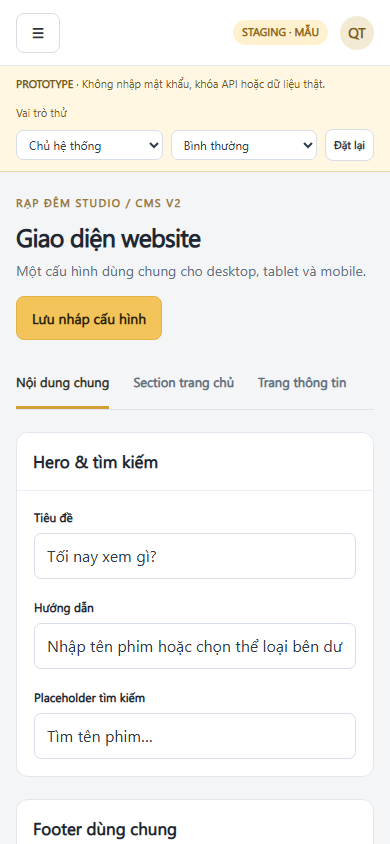 ☰
STAGING · MẪU
QT
PROTOTYPE · Không nhập mật khẩu, khóa API hoặc dữ liệu thật.
Vai trò thử
Chủ hệ thống
Bình thường
Đặt lại
RẠP ĐÊM STUDIO / CMS V2
Giao diện website
Một cấu hình dùng chung cho desktop, tablet và mobile.
Lưu nháp cấu hình
Nội dung chung
Section trang chủ
Trang thông tin
Hero & tìm kiếm
Tiêu đề
Tối nay xem gì?
Hướng dẫn
Nhập tên phim hoặc chọn thể loại bên dư
Placeholder tìm kiếm
Tìm tên phim...
Footer dùng chung